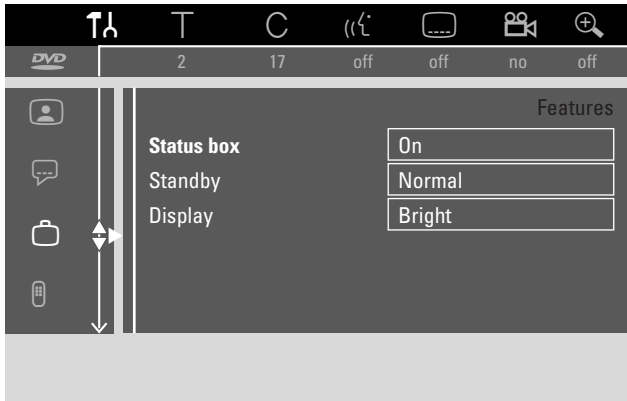 T C
DVD 2 17 off off no off
Features
Status box On
Standby Normal
Display Bright